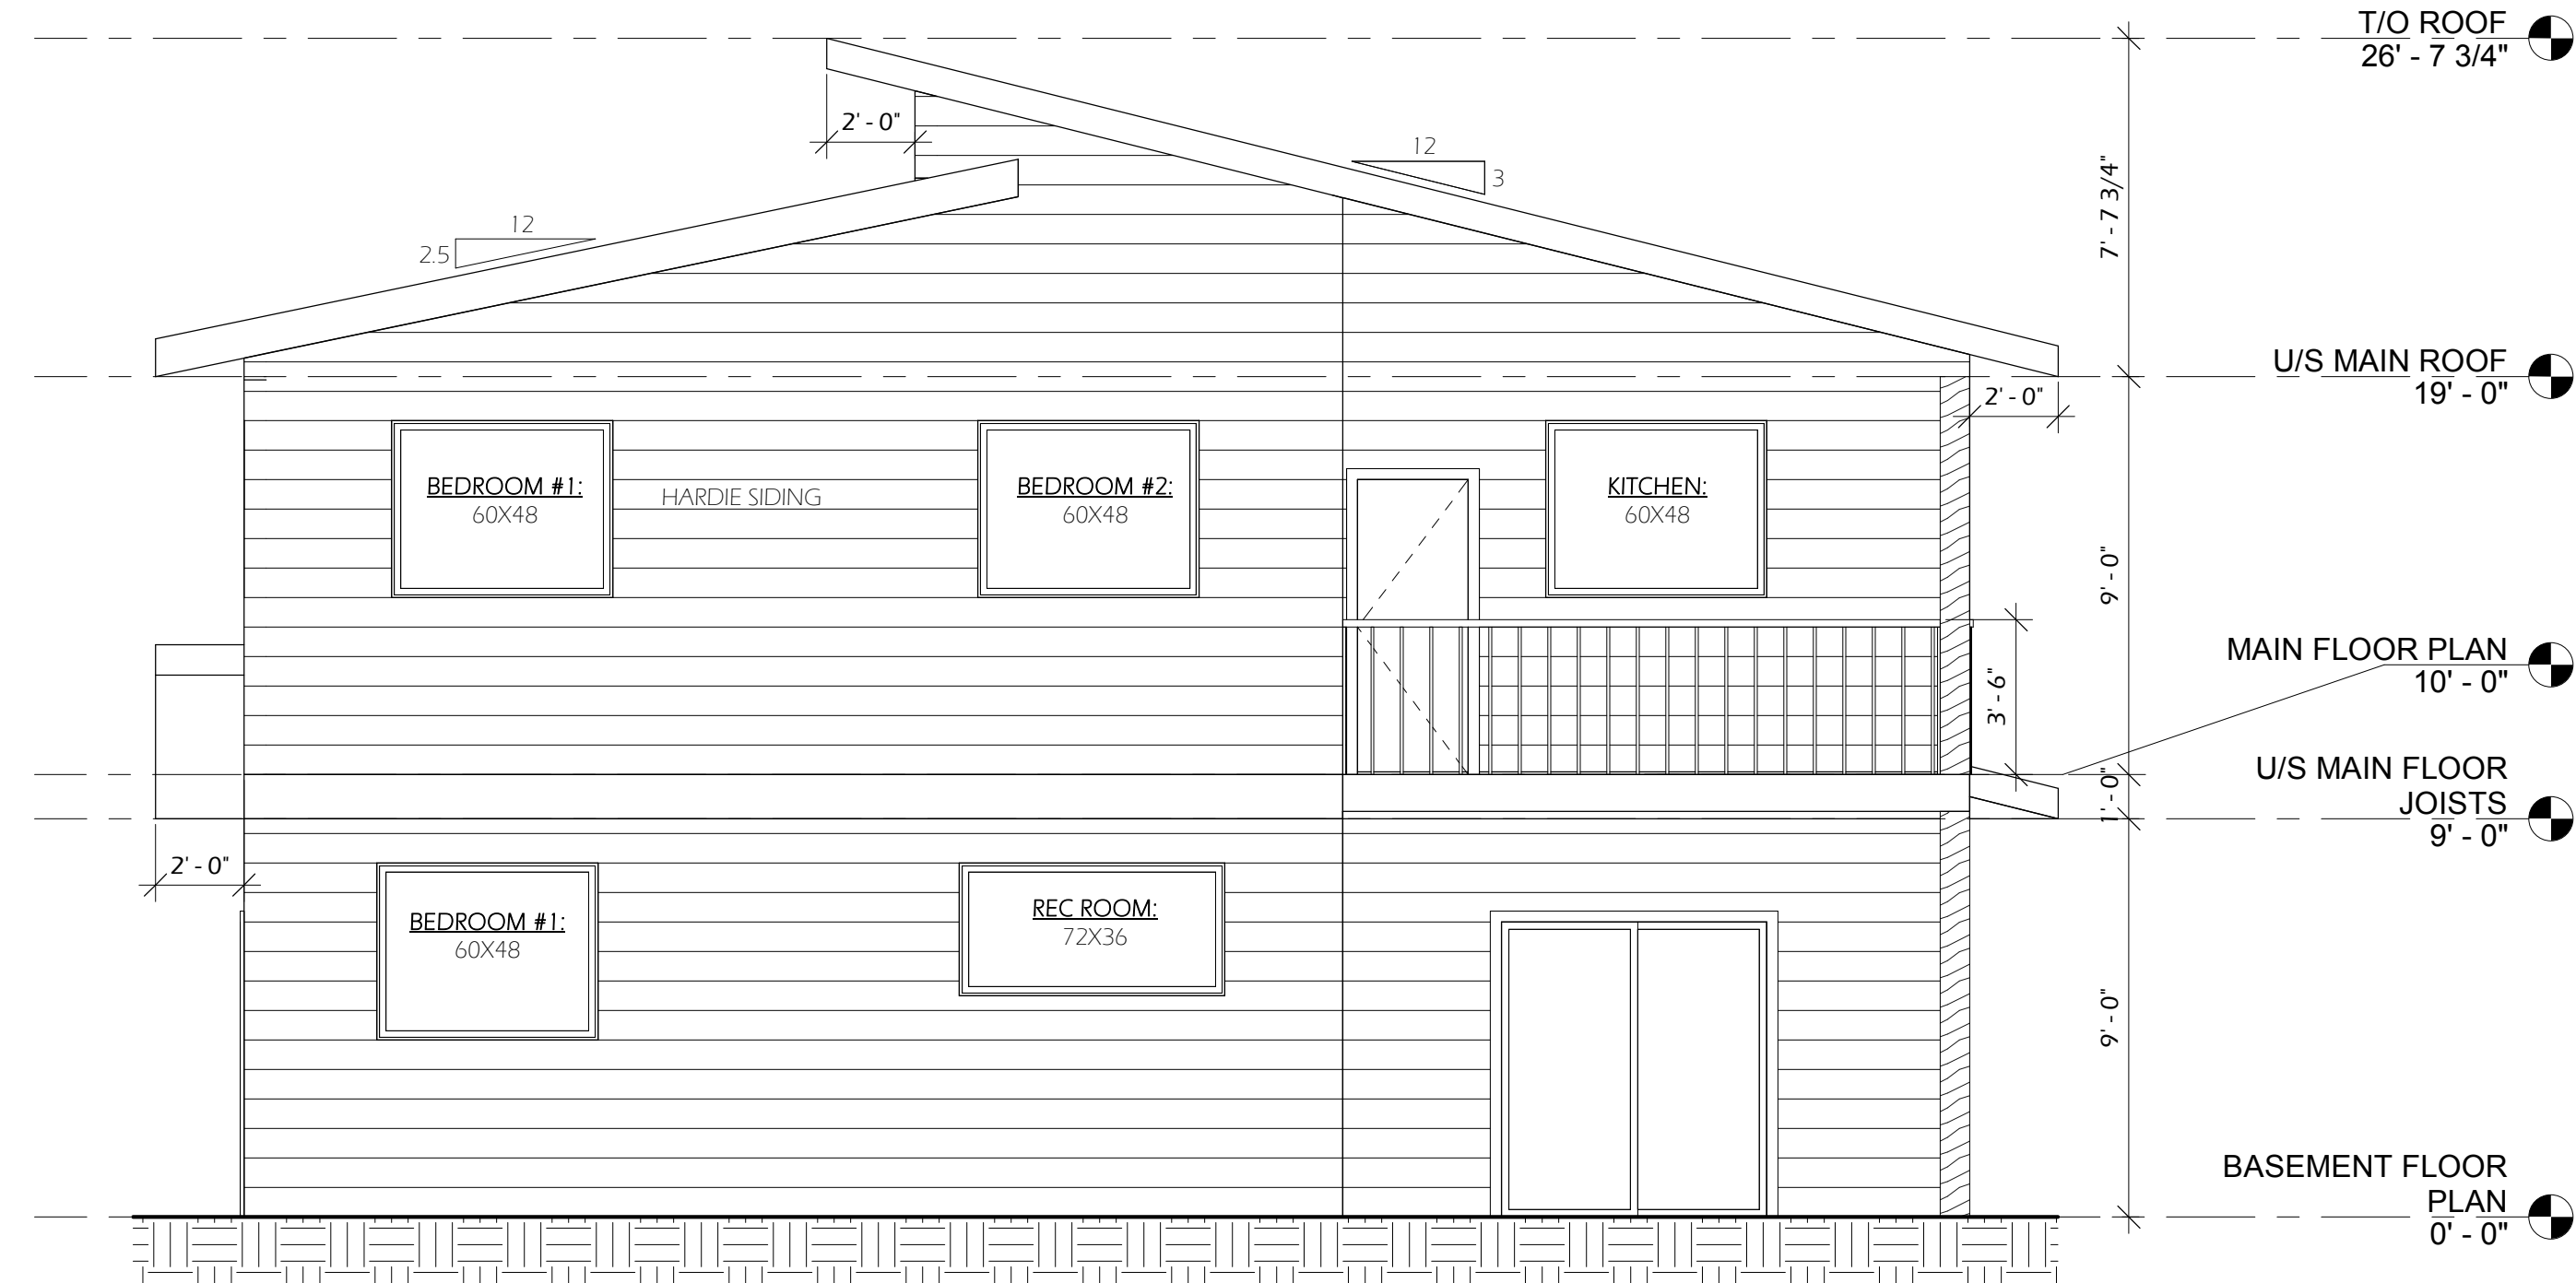 T/O ROOF
26' - 7 3/4"
2' - 0"
12
3
7' - 7 3/4"
12
2.5
U/S MAIN ROOF
19' - 0"
2' - 0"
BEDROOM #1:
60X48
HARDIE SIDING
BEDROOM #2:
60X48
KITCHEN:
60X48
9' - 0"
MAIN FLOOR PLAN
10' - 0"
3' - 6"
U/S MAIN FLOOR
JOISTS
9' - 0"
1' - 0"
2' - 0"
BEDROOM #1:
60X48
REC ROOM:
72X36
9' - 0"
BASEMENT FLOOR
PLAN
0' - 0"